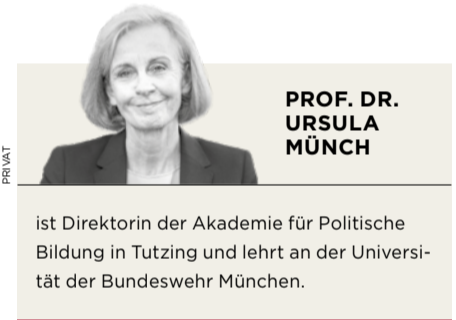 PROF. DR.
URSULA
MÜNCH
PRIVAT
ist Direktorin der Akademie für Politische
Bildung in Tutzing und lehrt an der Universi-
tät der Bundeswehr München.